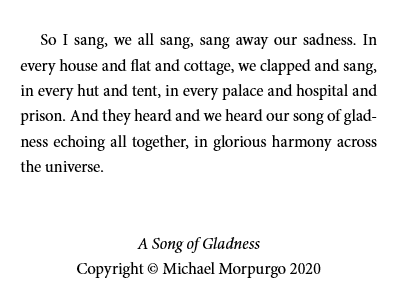 So I sang, we all sang, sang away our sadness. In
every house and flat and cottage, we clapped and sang,
in every hut and tent, in every palace and hospital and
prison. And they heard and we heard our song of glad-
ness echoing all together, in glorious harmony across
the universe.
A Song of Gladness
Copyright © Michael Morpurgo 2020